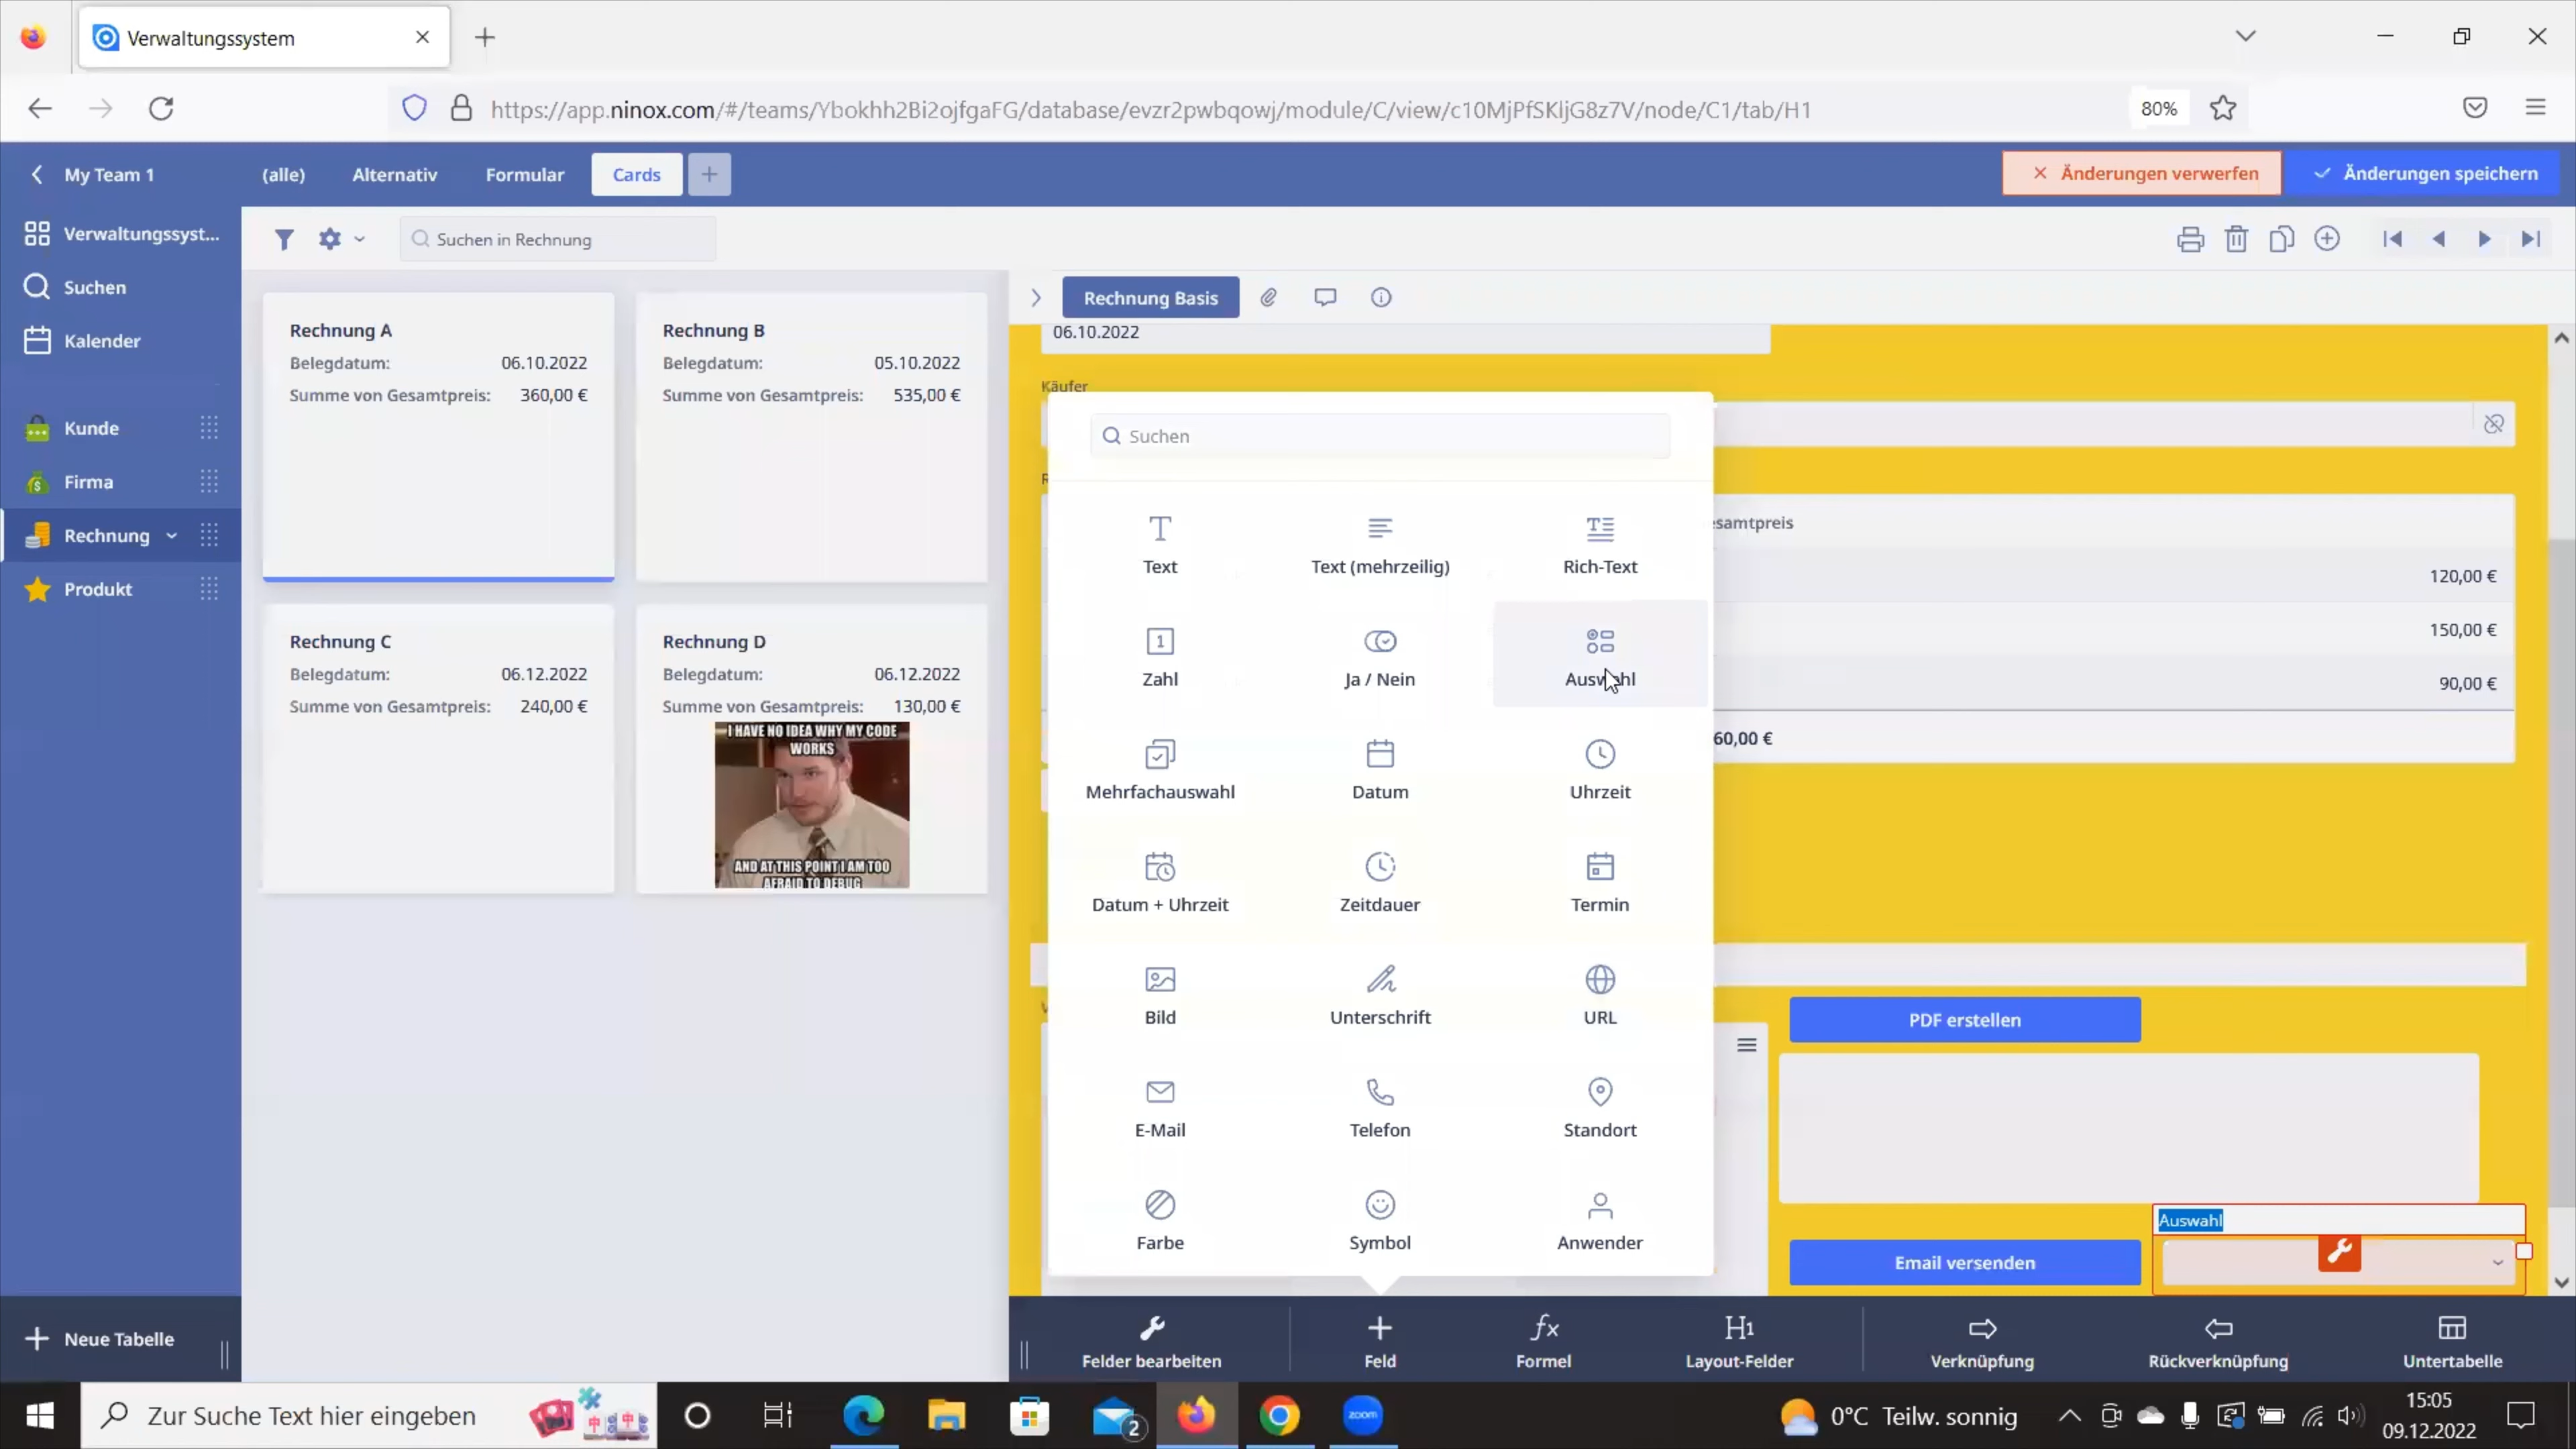 Verwaltungssystem
https://app.ninox.com/#/teams/Ybokhh2Bi2ojfgaFG/database/evzr2pwbqowj/module/C/view/c10MjPfSKljG8z7V/node/C1/tab/H1
80%
My Team 1
(alle)
Alternativ
Formular
Cards
Änderungen verwerfen
Änderungen speichern
Verwaltungssyst...
Suchen
Kalender
Kunde
Firma
Rechnung
Produkt
Neue Tabelle
Suchen in Rechnung
Rechnung A
Belegdatum: 06.10.2022
Summe von Gesamtpreis: 360,00 €
Rechnung B
Belegdatum: 05.10.2022
Summe von Gesamtpreis: 535,00 €
Rechnung C
Belegdatum: 06.12.2022
Summe von Gesamtpreis: 240,00 €
Rechnung D
Belegdatum: 06.12.2022
Summe von Gesamtpreis: 130,00 €
I HAVE NO IDEA WHY MY CODE
WORKS
AND AT THIS POINT I AM TOO
AFRAID TO DEBUG
Rechnung Basis
06.10.2022
Käufer
Suchen
Text
Text (mehrzeilig)
Rich-Text
Zahl
Ja / Nein
Auswahl
Mehrfachauswahl
Datum
Uhrzeit
Datum + Uhrzeit
Zeitdauer
Termin
Bild
Unterschrift
URL
E-Mail
Telefon
Standort
Farbe
Symbol
Anwender
esamtpreis
120,00 €
150,00 €
90,00 €
60,00 €
PDF erstellen
Auswahl
Email versenden
Felder bearbeiten
Feld
Formel
H1
Layout-Felder
Verknüpfung
Rückverknüpfung
Untertabelle
Zur Suche Text hier eingeben
2
zoom
0°C Teilw. sonnig
15:05
09.12.2022